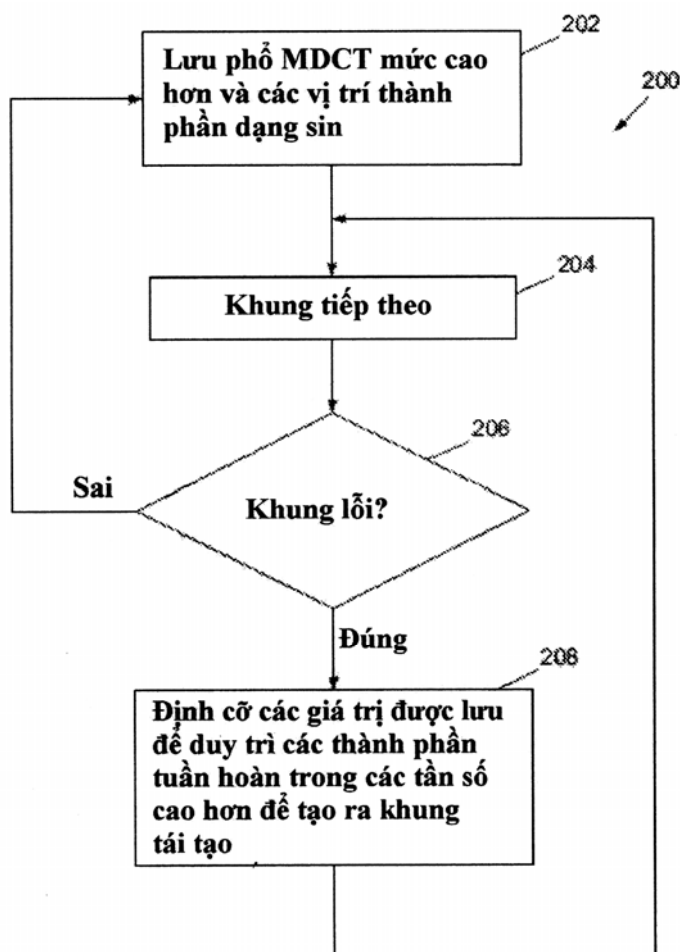 202
Lưu phổ MDCT mức cao
hơn và các vị trí thành
phần dạng sin
200
204
Khung tiếp theo
206
Sai
Khung lỗi?
Đúng
208
Định cỡ các giá trị được lưu
để duy trì các thành phần
tuần hoàn trong các tần số
cao hơn để tạo ra khung
tái tạo